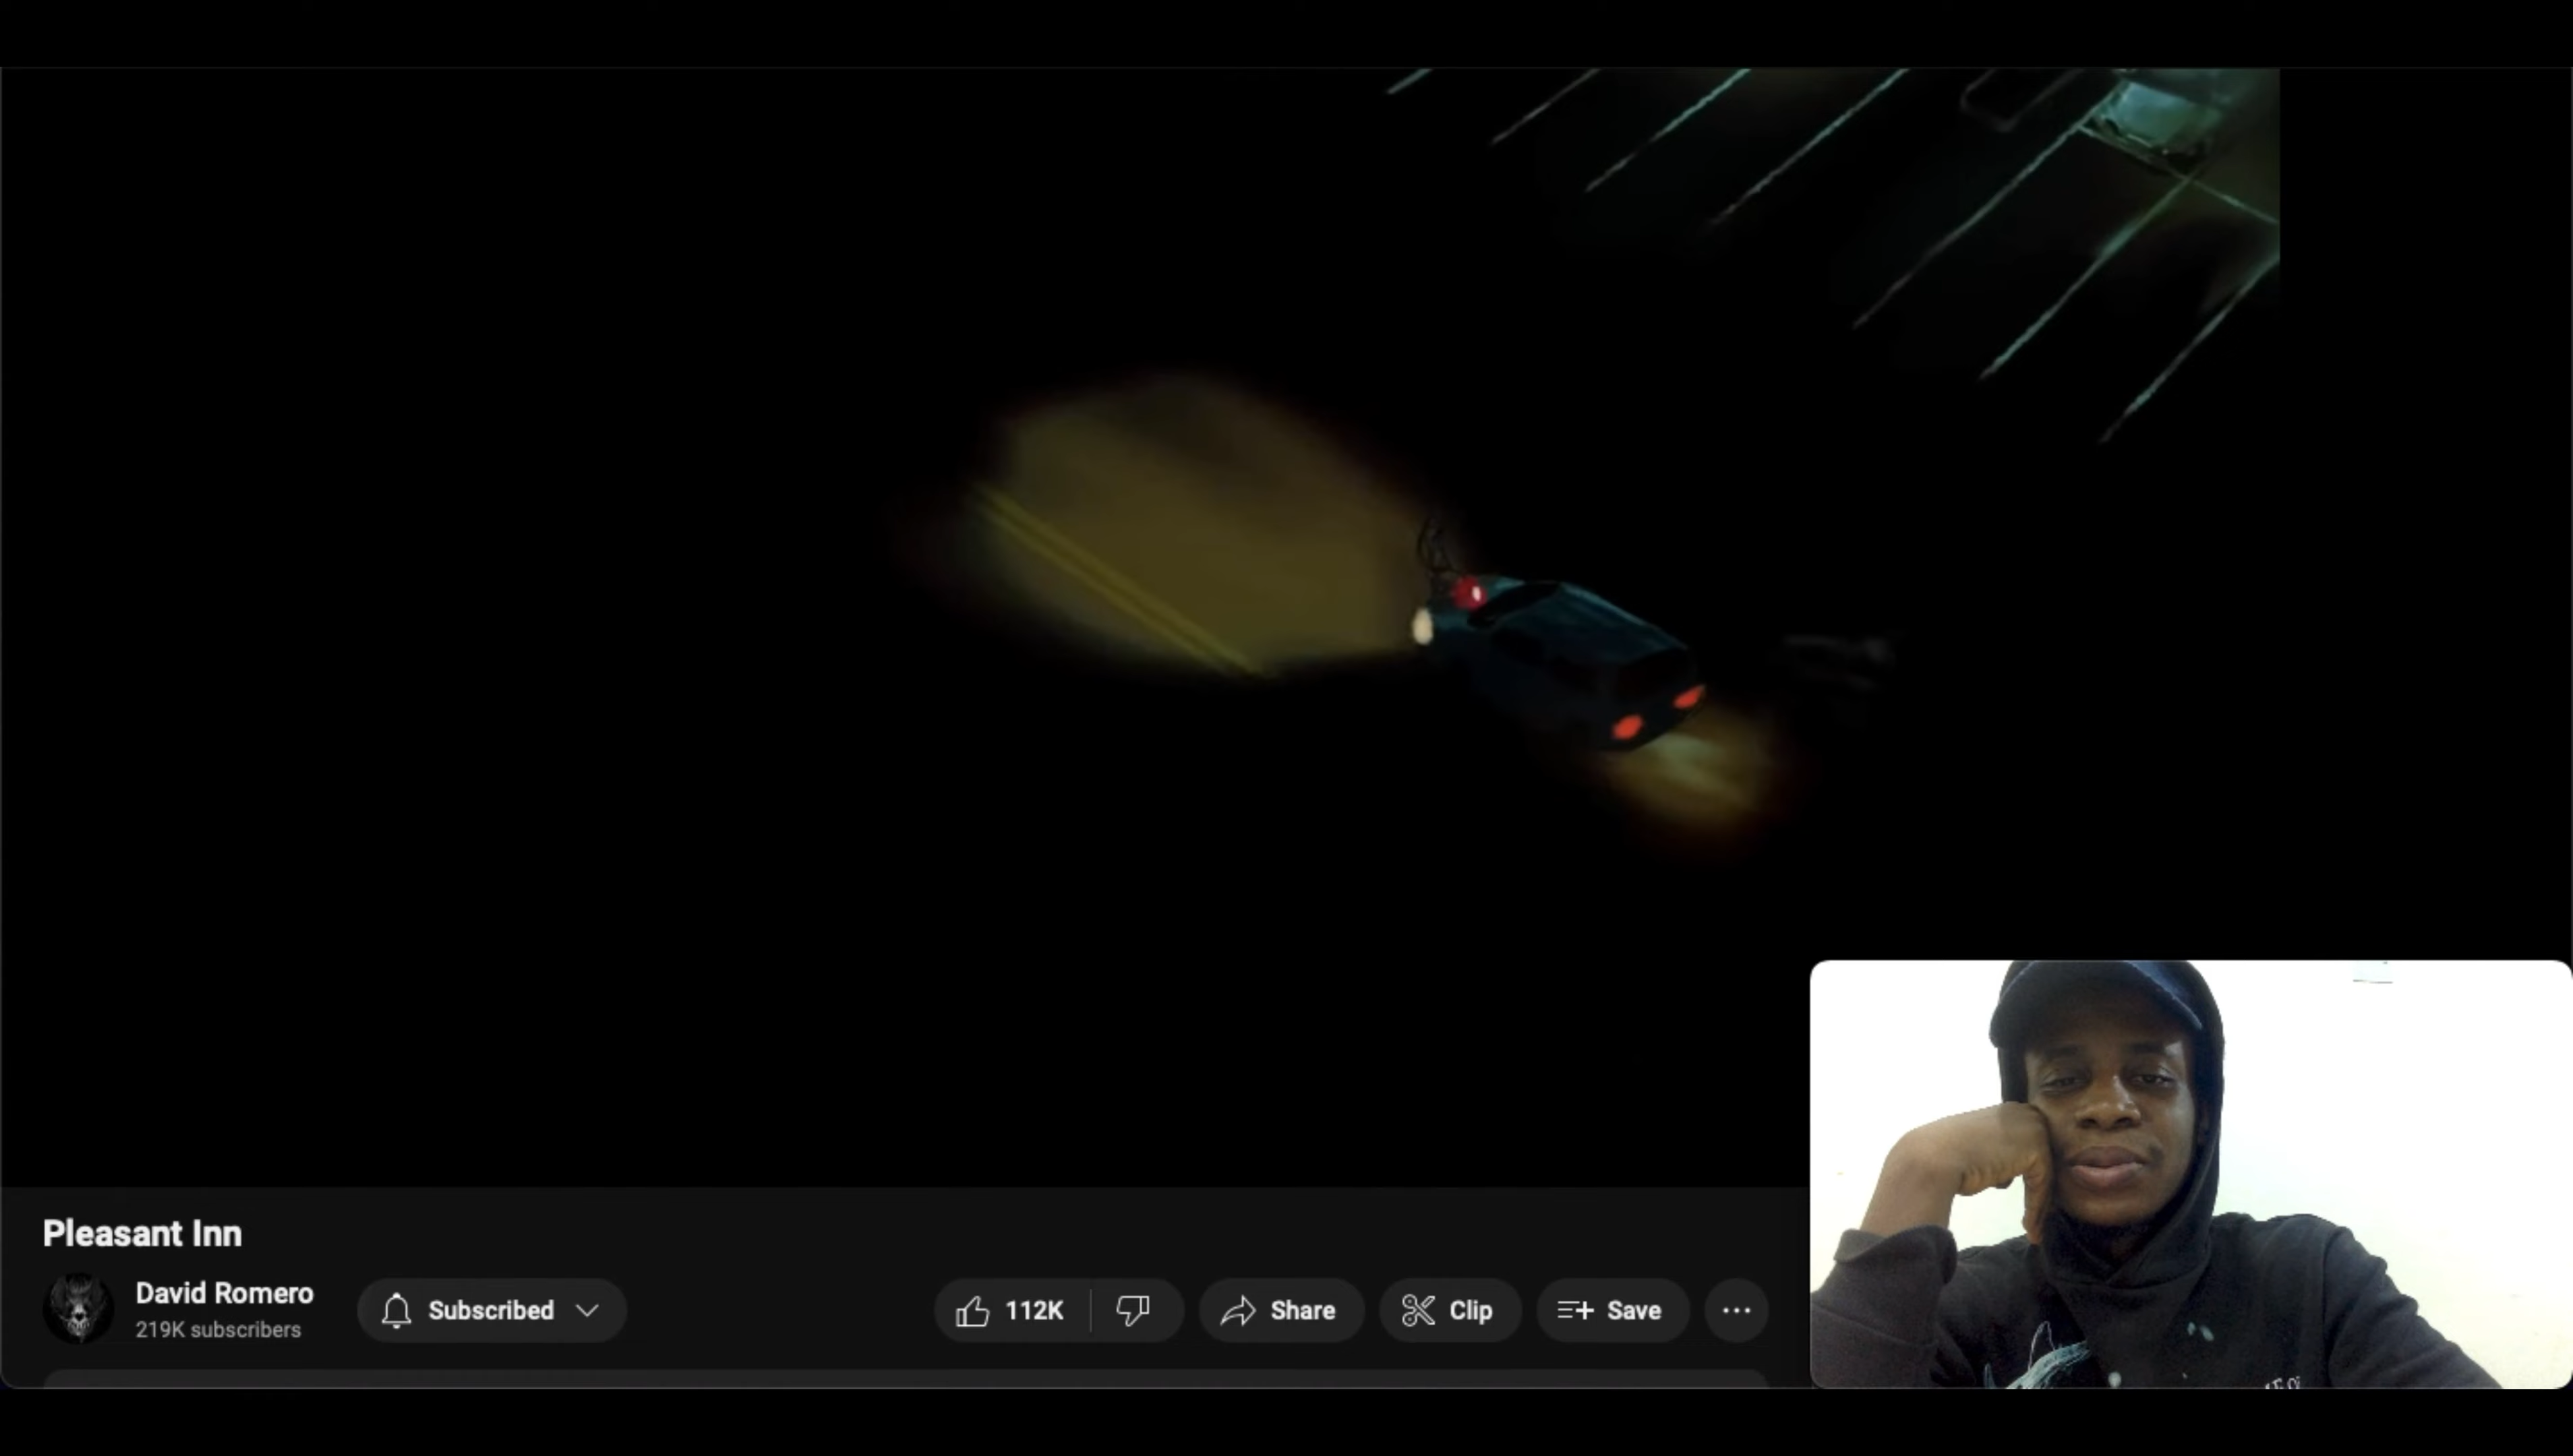 Pleasant Inn
David Romero
219K subscribers
Subscribed
112K
Share
Clip
Save